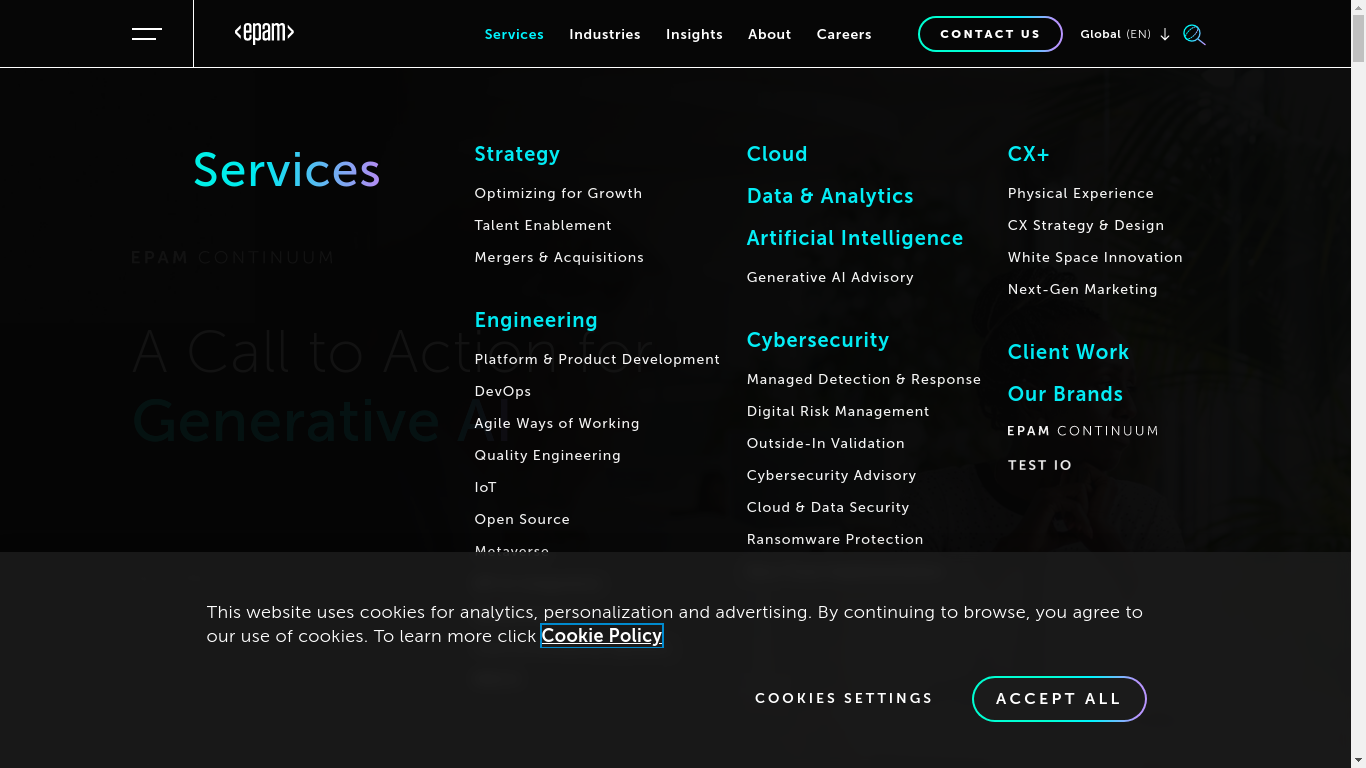 <epam>
Services
Industries
Insights
About
Careers
CONTACT US
Global (EN)
Services
Strategy
Optimizing for Growth
Talent Enablement
Mergers & Acquisitions
Engineering
Platform & Product Development
DevOps
Agile Ways of Working
Quality Engineering
IoT
Open Source
Metaverse
Cloud
Data & Analytics
Artificial Intelligence
Generative AI Advisory
Cybersecurity
Managed Detection & Response
Digital Risk Management
Outside-In Validation
Cybersecurity Advisory
Cloud & Data Security
Ransomware Protection
CX+
Physical Experience
CX Strategy & Design
White Space Innovation
Next-Gen Marketing
Client Work
Our Brands
EPAM CONTINUUM
TEST IO
EPAM CONTINUUM
A Call to Action for
Generative AI
This website uses cookies for analytics, personalization and advertising. By continuing to browse, you agree to
our use of cookies. To learn more click Cookie Policy
COOKIES SETTINGS
ACCEPT ALL